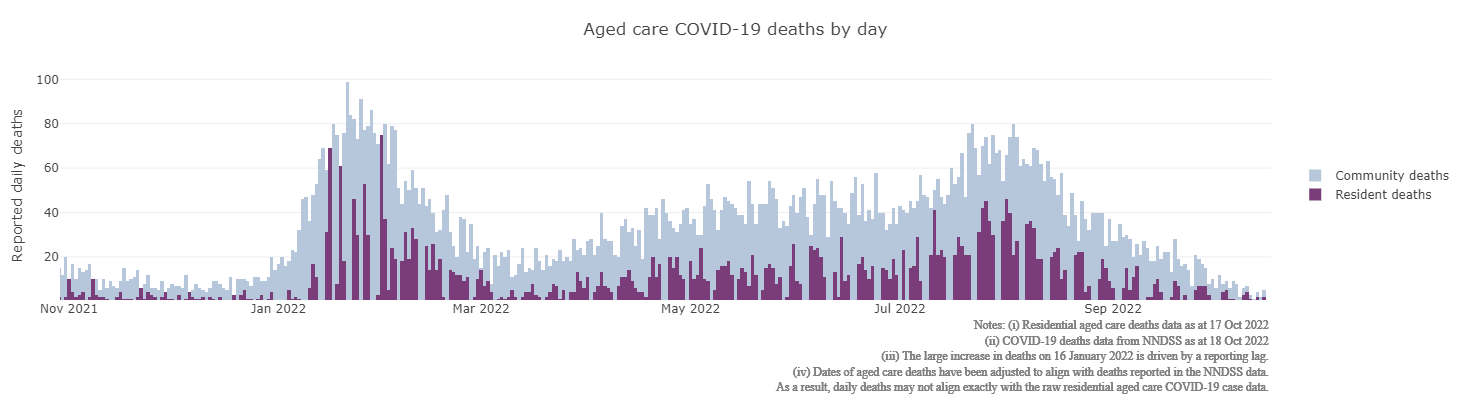 Aged care COVID-19 deaths by day
Reported daily deaths
100
80
60
40
20
Nov 2021
Jan 2022
Mar 2022
May 2022
Jul 2022
Sep 2022
Community deaths
Resident deaths
Notes: (i) Residential aged care deaths data as at 17 Oct 2022
(ii) COVID-19 deaths data from NNDSS as at 18 Oct 2022
(iii) The large increase in deaths on 16 January 2022 is driven by a reporting lag.
(iv) Dates of aged care deaths have been adjusted to align with deaths reported in the NNDSS data.
As a result, daily deaths may not align exactly with the raw residential aged care COVID-19 case data.